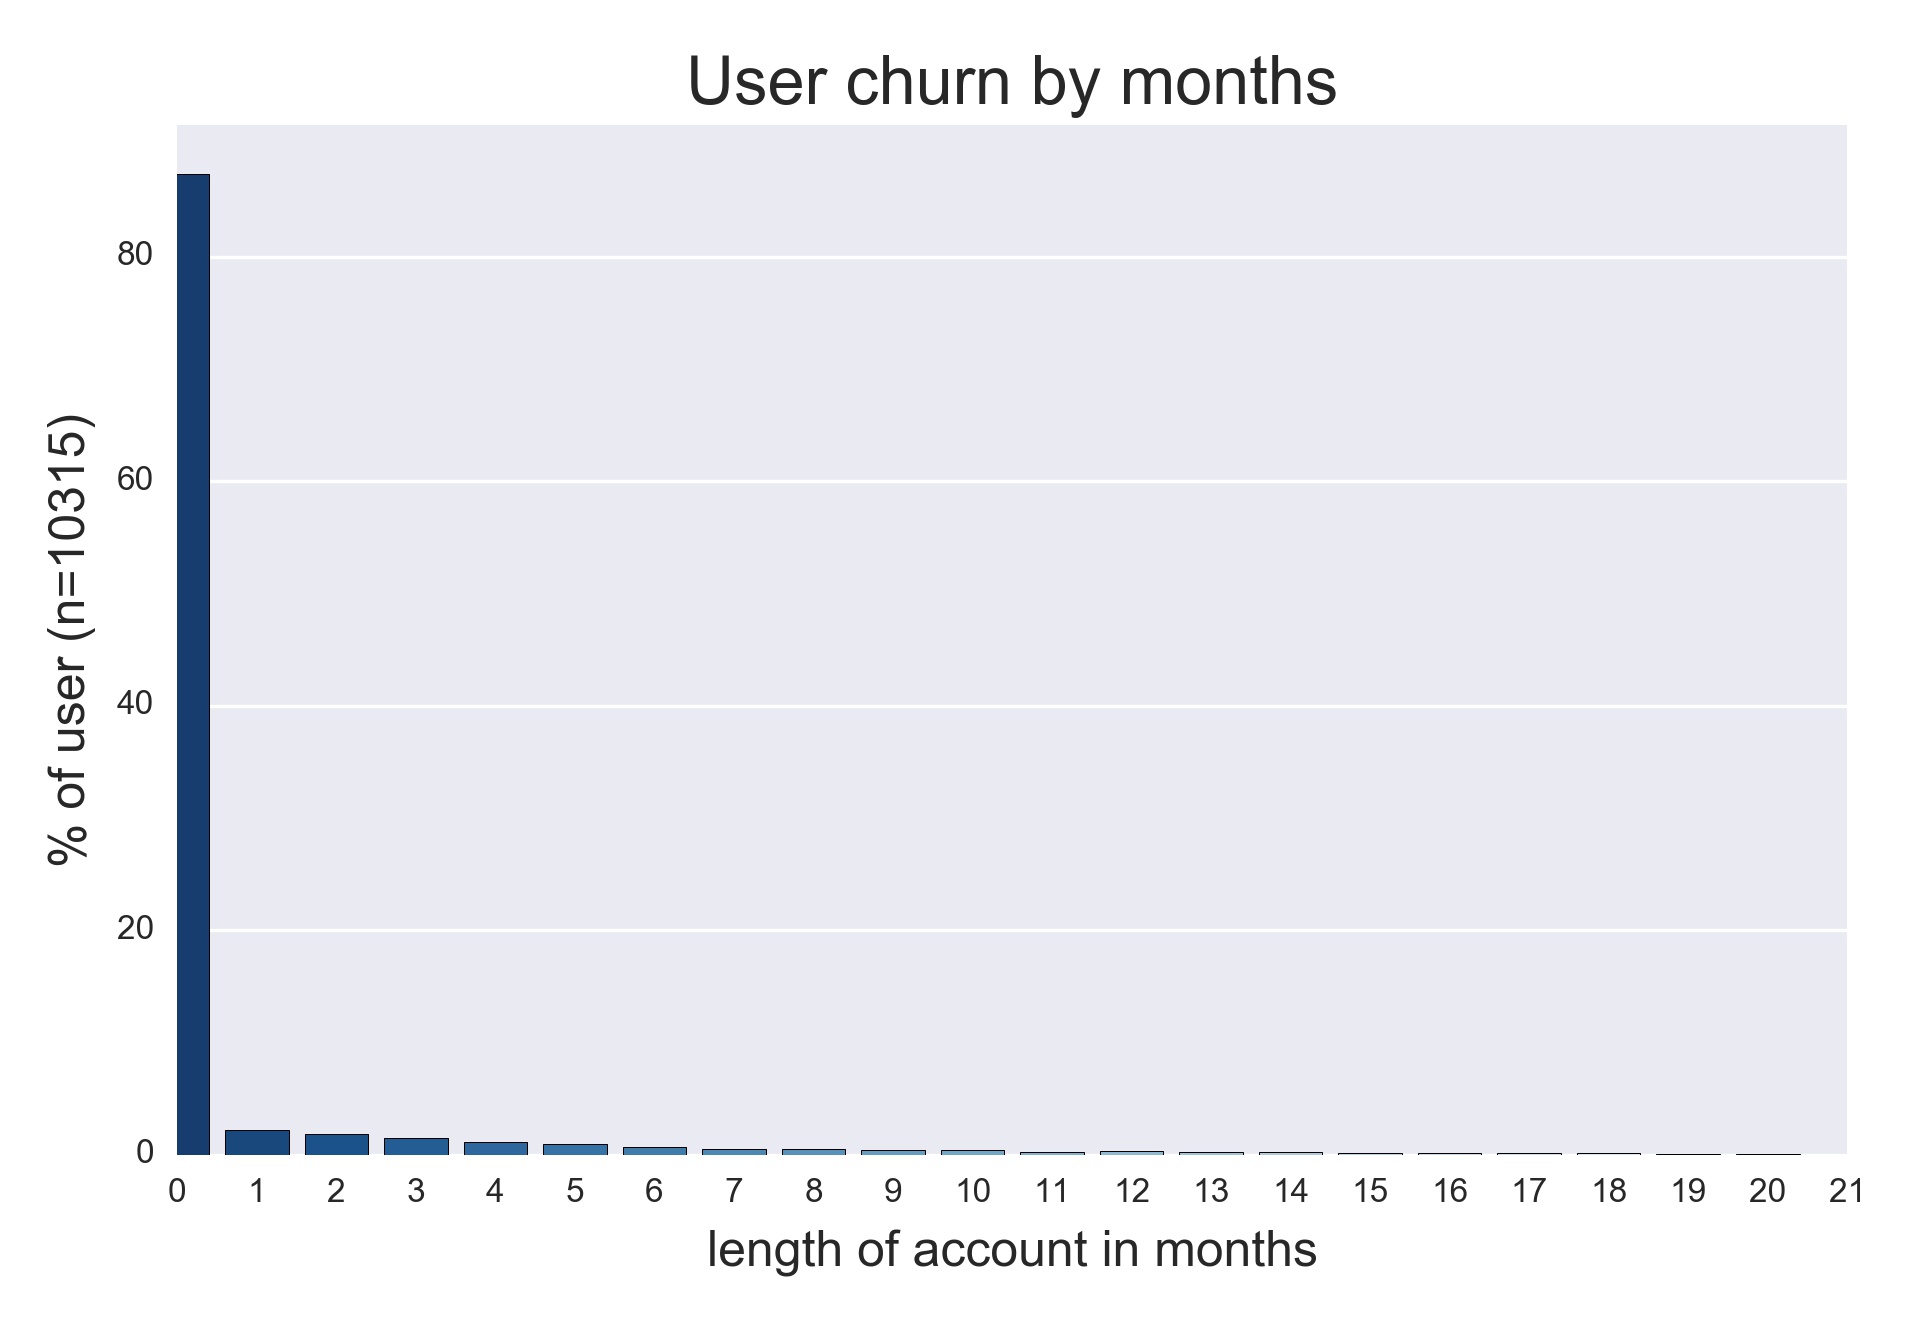 User churn by months
% of user (n=10315)
80
60
40
20
0
0 1 2 3 4 5 6 7 8 9 10 11 12 13 14 15 16 17 18 19 20 21
length of account in months